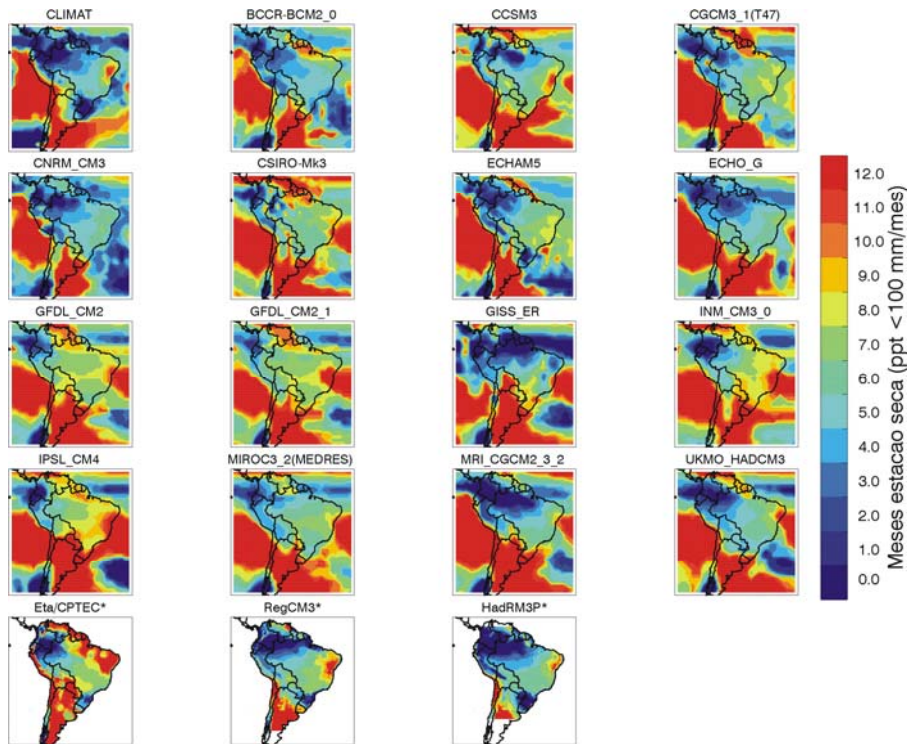 CLIMAT
BCCR-BCM2_0
CCSM3
CGCM3_1(T47)
CNRM_CM3
CSIRO-Mk3
ECHAM5
ECHO_G
GFDL_CM2
GFDL_CM2_1
GISS_ER
INM_CM3_0
IPSL_CM4
MIROC3_2(MEDRES)
MRI_CGCM2_3_2
UKMO_HADCM3
Eta/CPTEC*
RegCM3*
HadRM3P*
12.0
11.0
10.0
9.0
8.0
7.0
6.0
5.0
4.0
3.0
2.0
1.0
0.0
Meses estacao seca (ppt <100 mm/mes)